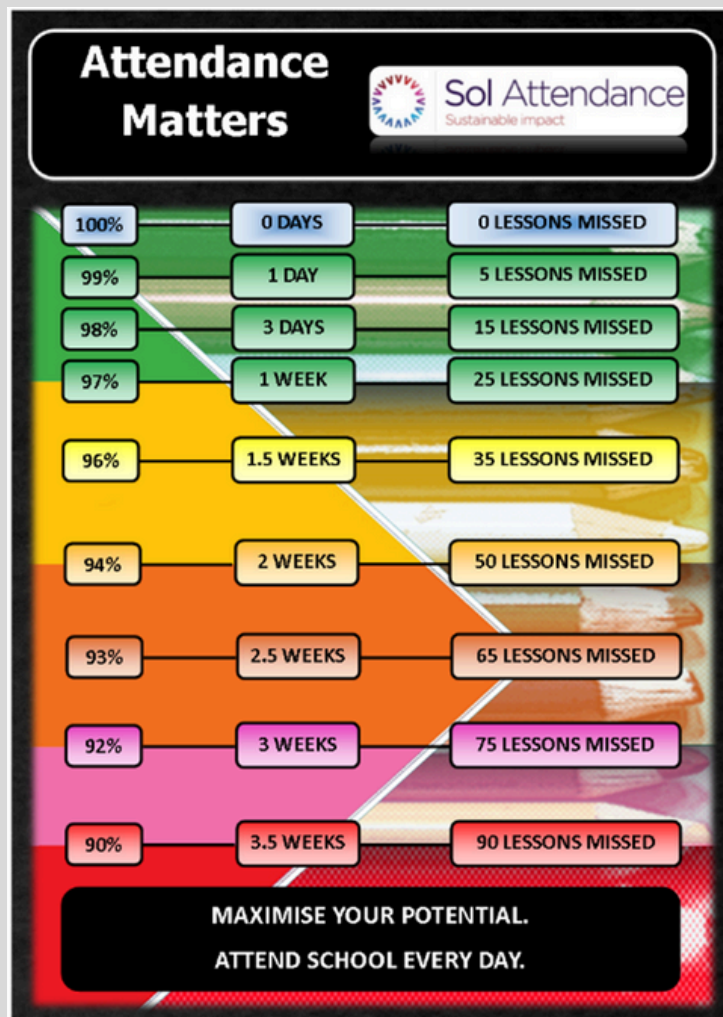 Attendance
Matters
Sol Attendance
Sustainable impact
100% 0 DAYS 0 LESSONS MISSED
99% 1 DAY 5 LESSONS MISSED
98% 3 DAYS 15 LESSONS MISSED
97% 1 WEEK 25 LESSONS MISSED
96% 1.5 WEEKS 35 LESSONS MISSED
94% 2 WEEKS 50 LESSONS MISSED
93% 2.5 WEEKS 65 LESSONS MISSED
92% 3 WEEKS 75 LESSONS MISSED
90% 3.5 WEEKS 90 LESSONS MISSED
MAXIMISE YOUR POTENTIAL.
ATTEND SCHOOL EVERY DAY.